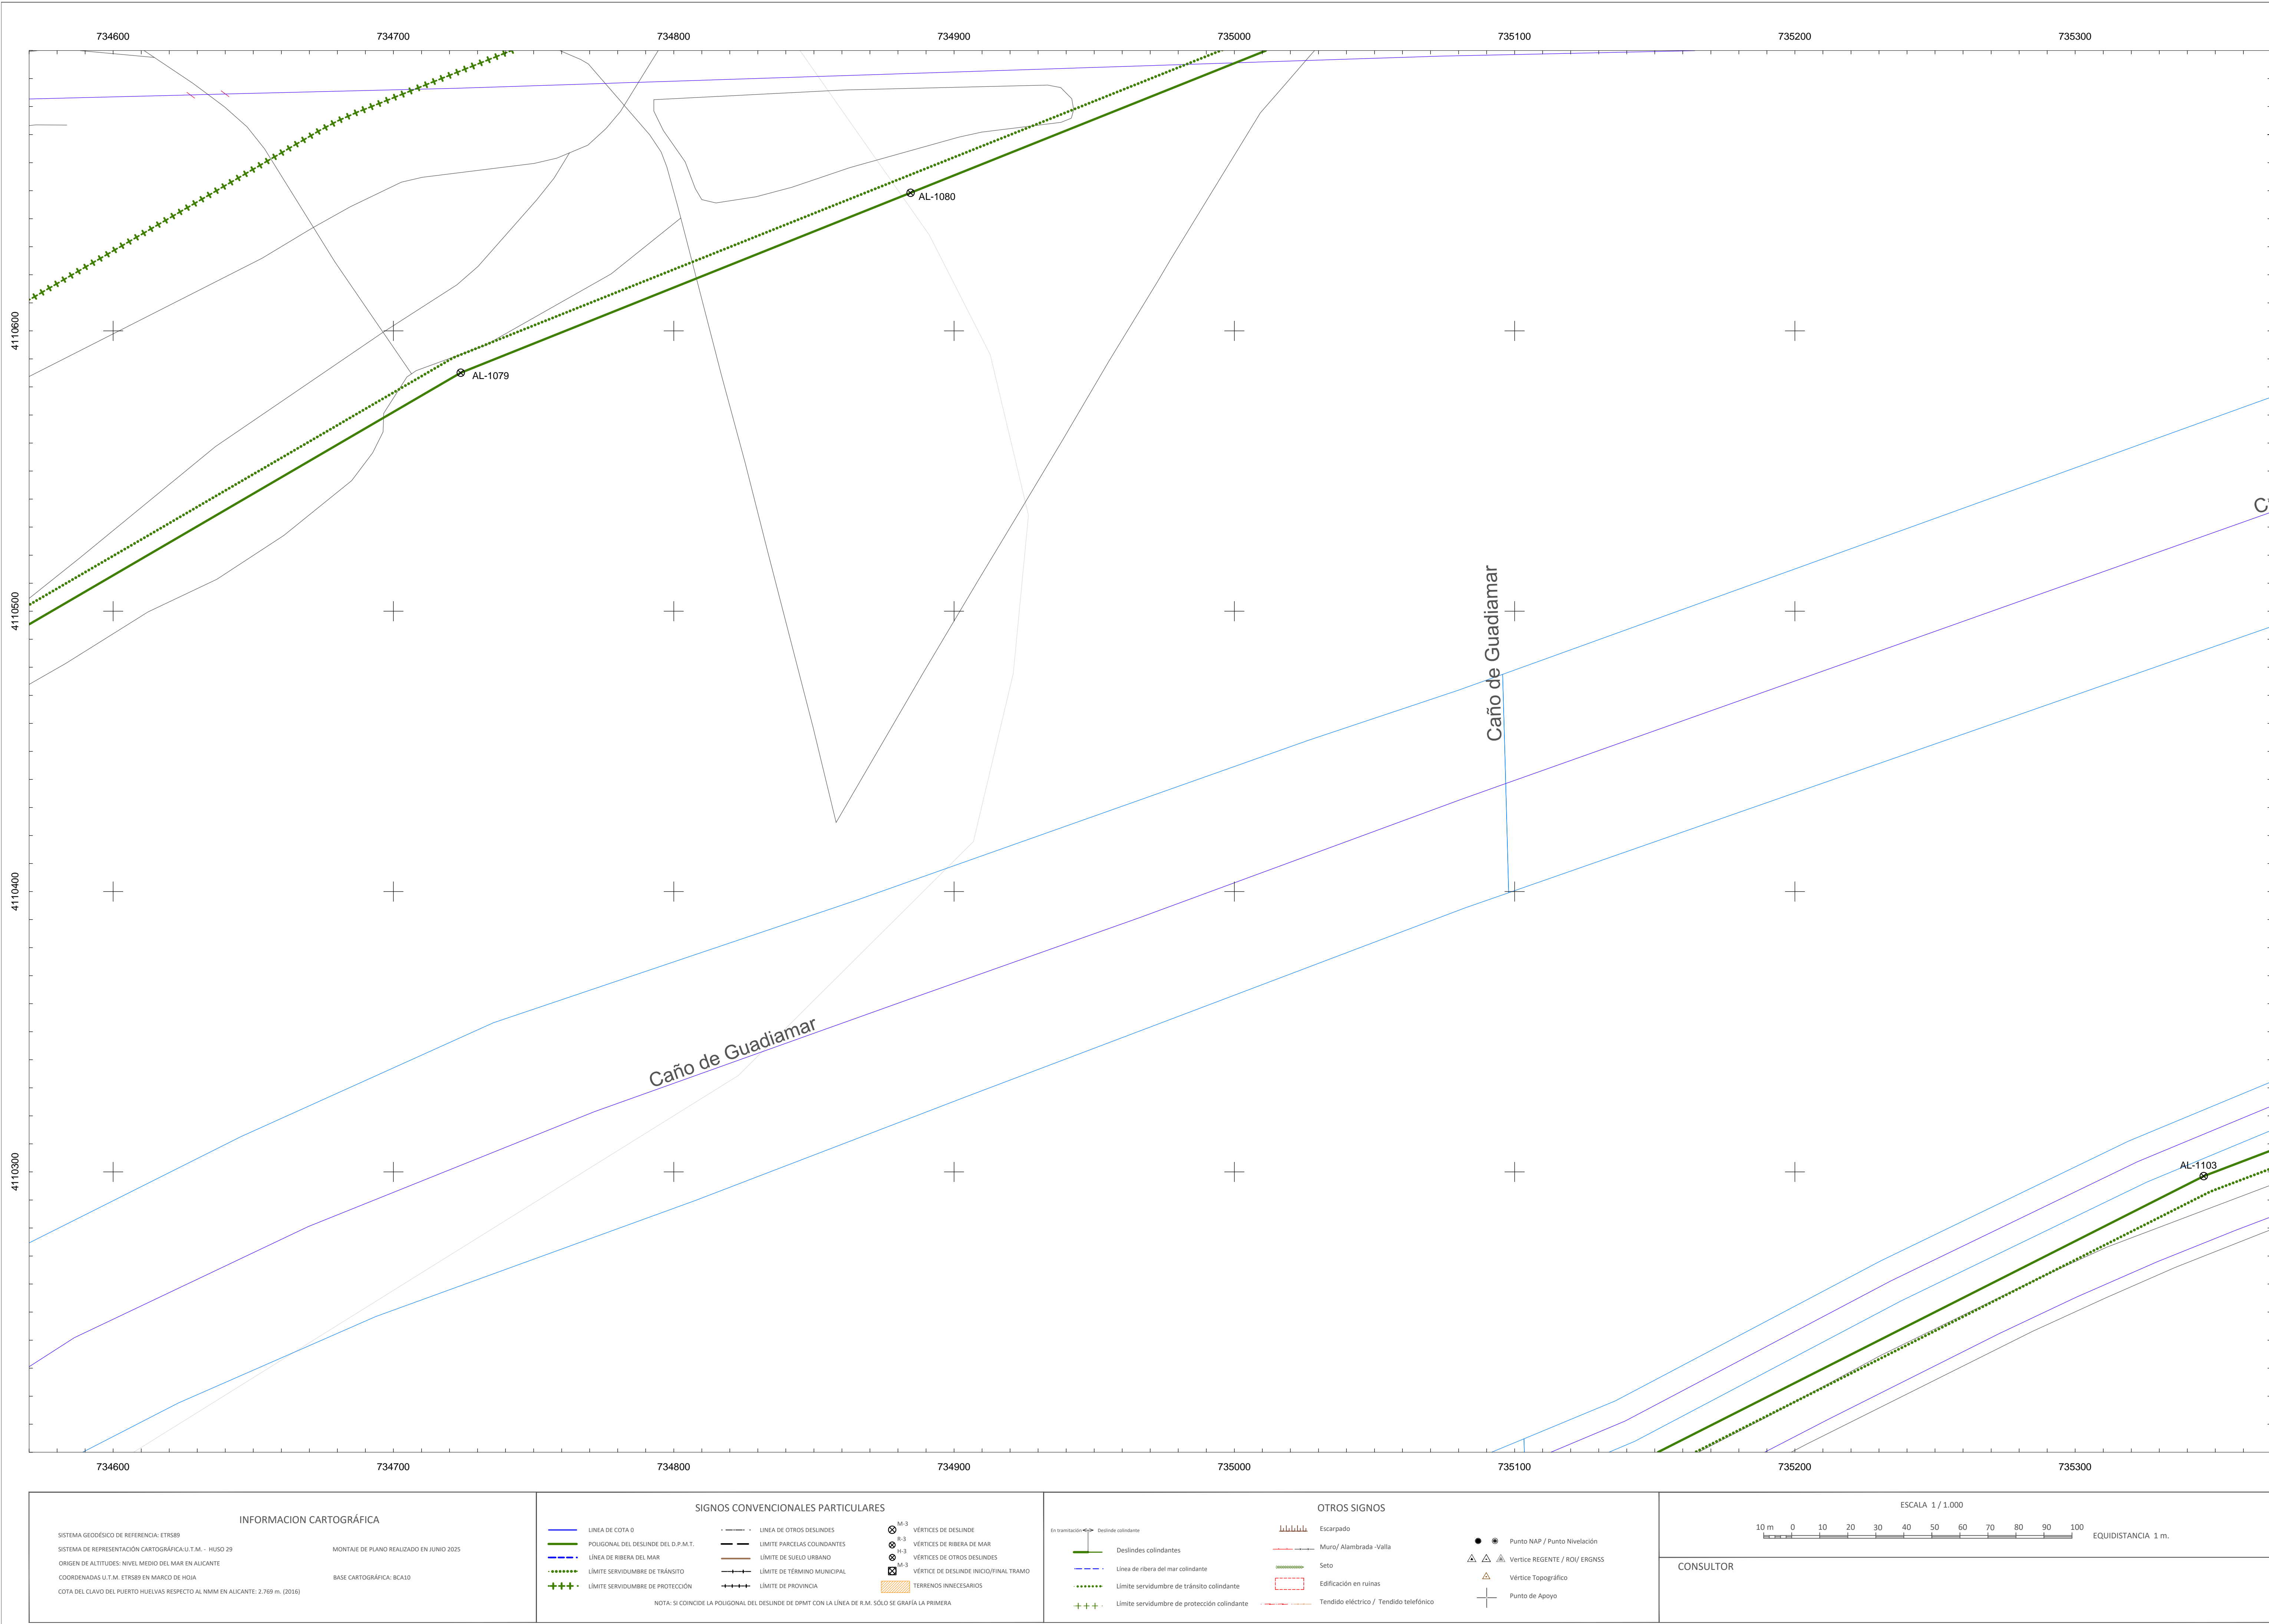 734600 734700 734800 734900 735000 735100 735200 735300
4110600
4110500
4110400
4110300
AL-1080
AL-1079
Caño de Guadiamar
Caño de Guadiamar
AL-1103
734600 734700 734800 734900 735000 735100 735200 735300
INFORMACION CARTOGRÁFICA
SISTEMA GEODÉSICO DE REFERENCIA: ETRS89
SISTEMA DE REPRESENTACIÓN CARTOGRÁFICA:U.T.M. - HUSO 29
MONTAJE DE PLANO REALIZADO EN JUNIO 2025
ORIGEN DE ALTITUDES: NIVEL MEDIO DEL MAR EN ALICANTE
COORDENADAS U.T.M. ETRS89 EN MARCO DE HOJA
BASE CARTOGRÁFICA: BCA10
COTA DEL CLAVO DEL PUERTO HUELVAS RESPECTO AL NMM EN ALICANTE: 2.769 m. (2016)
SIGNOS CONVENCIONALES PARTICULARES
LINEA DE COTA 0
POLIGONAL DEL DESLINDE DEL D.P.M.T.
LÍNEA DE RIBERA DEL MAR
LÍMITE SERVIDUMBRE DE TRÁNSITO
LÍMITE SERVIDUMBRE DE PROTECCIÓN
LINEA DE OTROS DESLINDES
LIMITE PARCELAS COLINDANTES
LÍMITE DE SUELO URBANO
LÍMITE DE TÉRMINO MUNICIPAL
LÍMITE DE PROVINCIA
M-3 VÉRTICES DE DESLINDE
R-3 VÉRTICES DE RIBERA DE MAR
H-3 VÉRTICES DE OTROS DESLINDES
M-3 VÉRTICE DE DESLINDE INICIO/FINAL TRAMO
TERRENOS INNECESARIOS
NOTA: SI COINCIDE LA POLIGONAL DEL DESLINDE DE DPMT CON LA LÍNEA DE R.M. SÓLO SE GRAFÍA LA PRIMERA
OTROS SIGNOS
En tramitación Deslinde colindante
Deslindes colindantes
Línea de ribera del mar colindante
Límite servidumbre de tránsito colindante
Límite servidumbre de protección colindante
Escarpado
Muro/ Alambrada -Valla
Seto
Edificación en ruinas
Tendido eléctrico / Tendido telefónico
Punto NAP / Punto Nivelación
Vertice REGENTE / ROI/ ERGNSS
Vértice Topográfico
Punto de Apoyo
ESCALA 1 / 1.000
10 m 0 10 20 30 40 50 60 70 80 90 100
EQUIDISTANCIA 1 m.
CONSULTOR